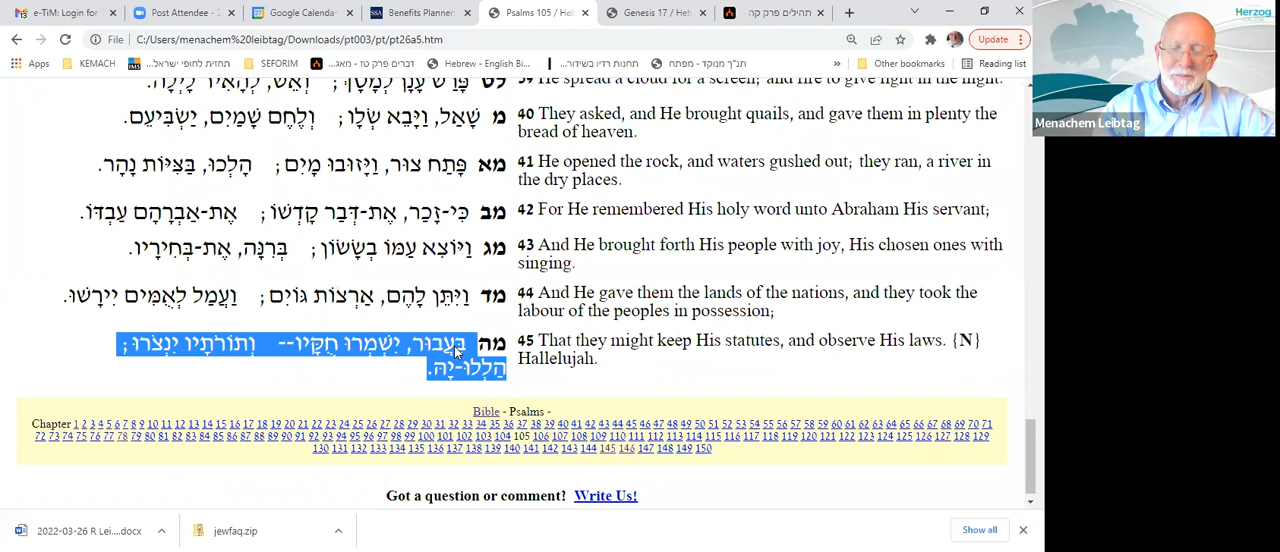 e-TiM: Login for T
Post Attendee - Z
Google Calenda
Benefits Planner
Psalms 105 / Heb
Genesis 17 / Heb
תהילים פרק קה
C:/Users/menachem%20leibtag/Downloads/pt003/pt/pt26a5.htm
Update
Apps
KEMACH
תחית לחופי ישראל...
SEFORIM
דברים פרק טז - מאג...
Hebrew - English Bi...
תחנות רדיו בשידור...
תנ"ך מנוקד - מפתח
Other bookmarks
Reading list
לט פָּרַשׂ עָנָן לְמָסָךְ; וְאֵשׁ, לְהָאִיר לָיְלָה.
39 He spread a cloud for a screen; and fire to give light in the night.
מ שָׁאַל, וַיָּבֵא שְׂלָו; וְלֶחֶם שָׁמַיִם, יַשְׂבִּיעֵם.
40 They asked, and He brought quails, and gave them in plenty the
bread of heaven.
מא פָּתַח צוּר, וַיָּזוּבוּ מָיִם; הָלְכוּ, בַּצִּיּוֹת נָהָר.
41 He opened the rock, and waters gushed out; they ran, a river in
the dry places.
מב כִּי-זָכַר, אֶת-דְּבַר קָדְשׁוֹ; אֶת-אַבְרָהָם עַבְדּוֹ.
42 For He remembered His holy word unto Abraham His servant;
מג וַיּוֹצִא עַמּוֹ בְשָׂשׂוֹן; בְּרִנָּה, אֶת-בְּחִירָיו.
43 And He brought forth His people with joy, His chosen ones with
singing.
מד וַיִּתֵּן לָהֶם, אַרְצוֹת גּוֹיִם; וַעֲמַל לְאֻמִּים יִירָשׁוּ.
44 And He gave them the lands of the nations, and they took the
labour of the peoples in possession;
מה בַּעֲבוּר, יִשְׁמְרוּ חֻקָּיו-- וְתוֹרֹתָיו יִנְצֹרוּ;
הַלְלוּ-יָהּ.
45 That they might keep His statutes, and observe His laws. {N}
Hallelujah.
Bible - Psalms -
Chapter 1 2 3 4 5 6 7 8 9 10 11 12 13 14 15 16 17 18 19 20 21 22 23 24 25 26 27 28 29 30 31 32 33 34 35 36 37 38 39 40 41 42 43 44 45 46 47 48 49 50 51 52 53 54 55 56 57 58 59 60 61 62 63 64 65 66 67 68 69 70 71
72 73 74 75 76 77 78 79 80 81 82 83 84 85 86 87 88 89 90 91 92 93 94 95 96 97 98 99 100 101 102 103 104 105 106 107 108 109 110 111 112 113 114 115 116 117 118 119 120 121 122 123 124 125 126 127 128 129
130 131 132 133 134 135 136 137 138 139 140 141 142 143 144 145 146 147 148 149 150
Got a question or comment? Write Us!
2022-03-26 R Lei....docx
jewfaq.zip
Show all
Herzog
Menachem Leibtag